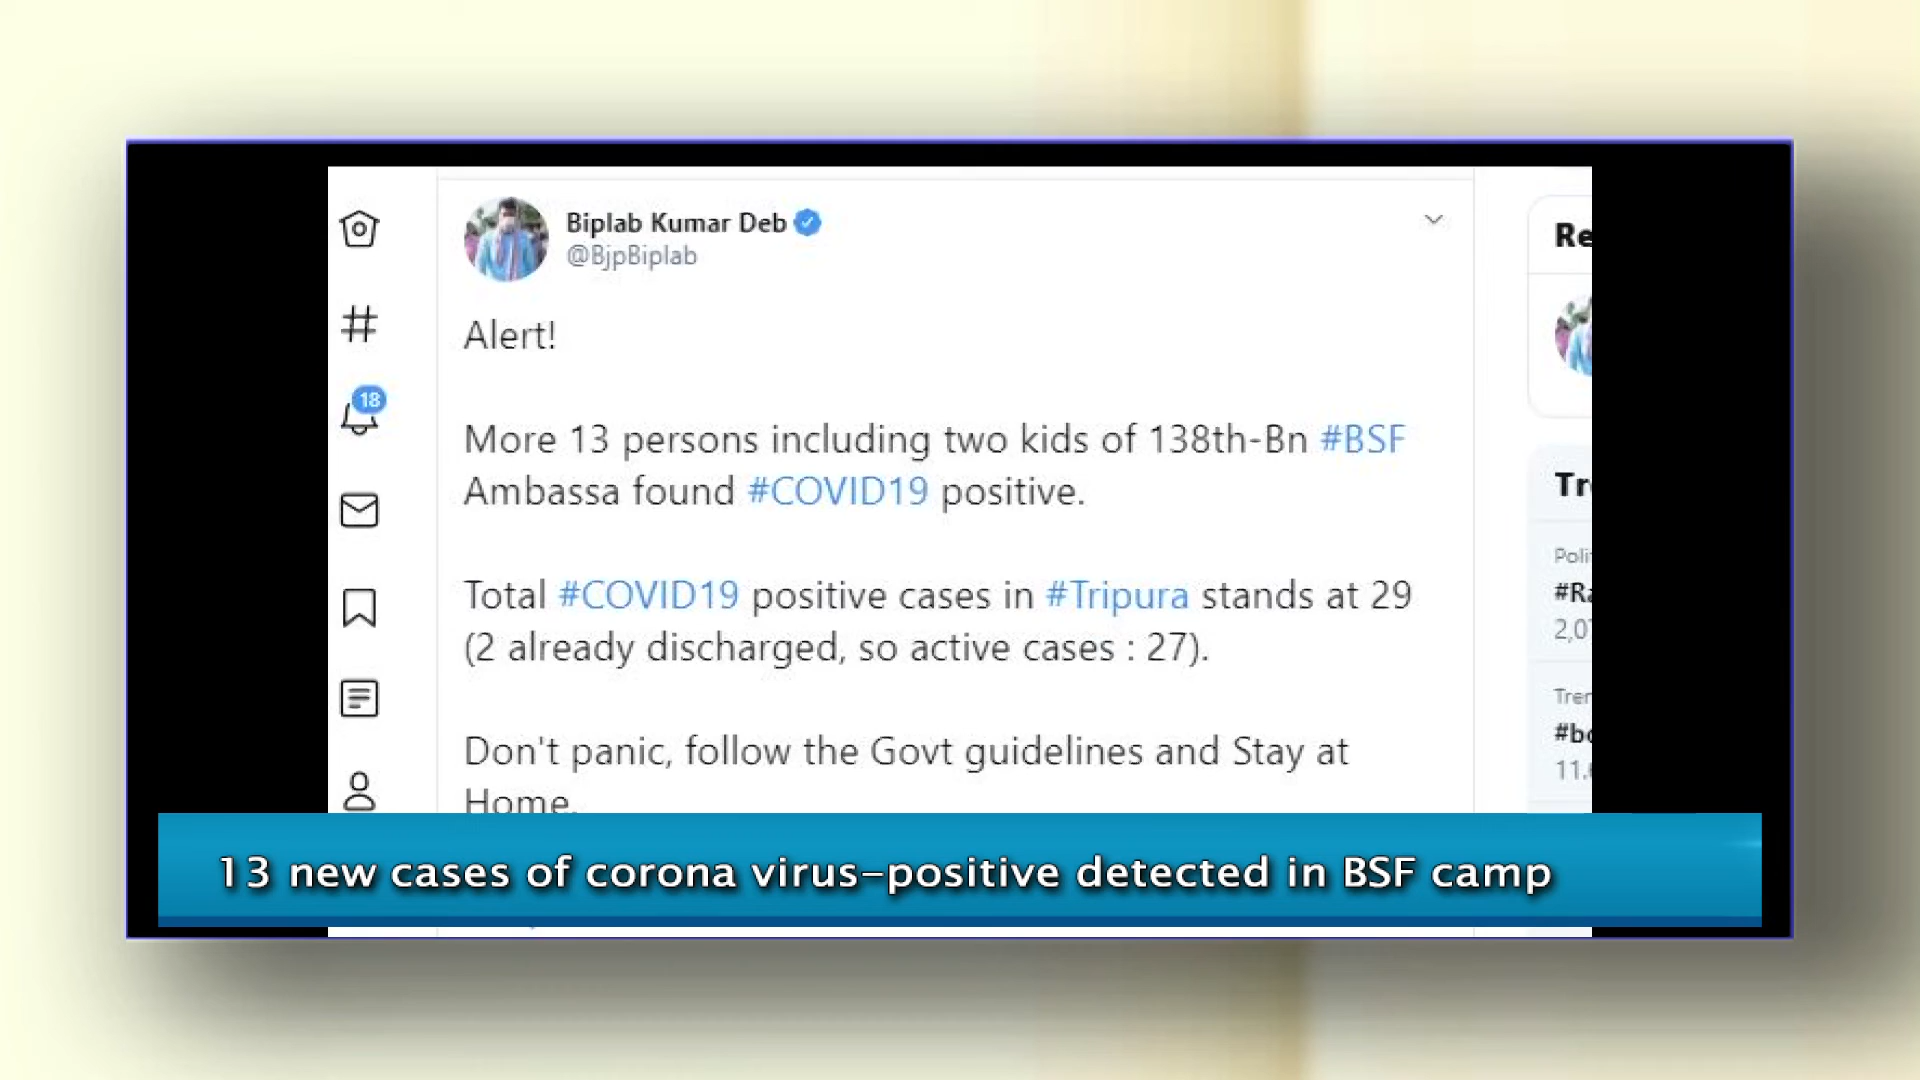 Biplab Kumar Deb
@BjpBiplab
Alert!
More 13 persons including two kids of 138th-Bn #BSF
Ambassa found #COVID19 positive.
Total #COVID19 positive cases in #Tripura stands at 29
(2 already discharged, so active cases : 27).
Don't panic, follow the Govt guidelines and Stay at
Home.
18
13 new cases of corona virus-positive detected in BSF camp